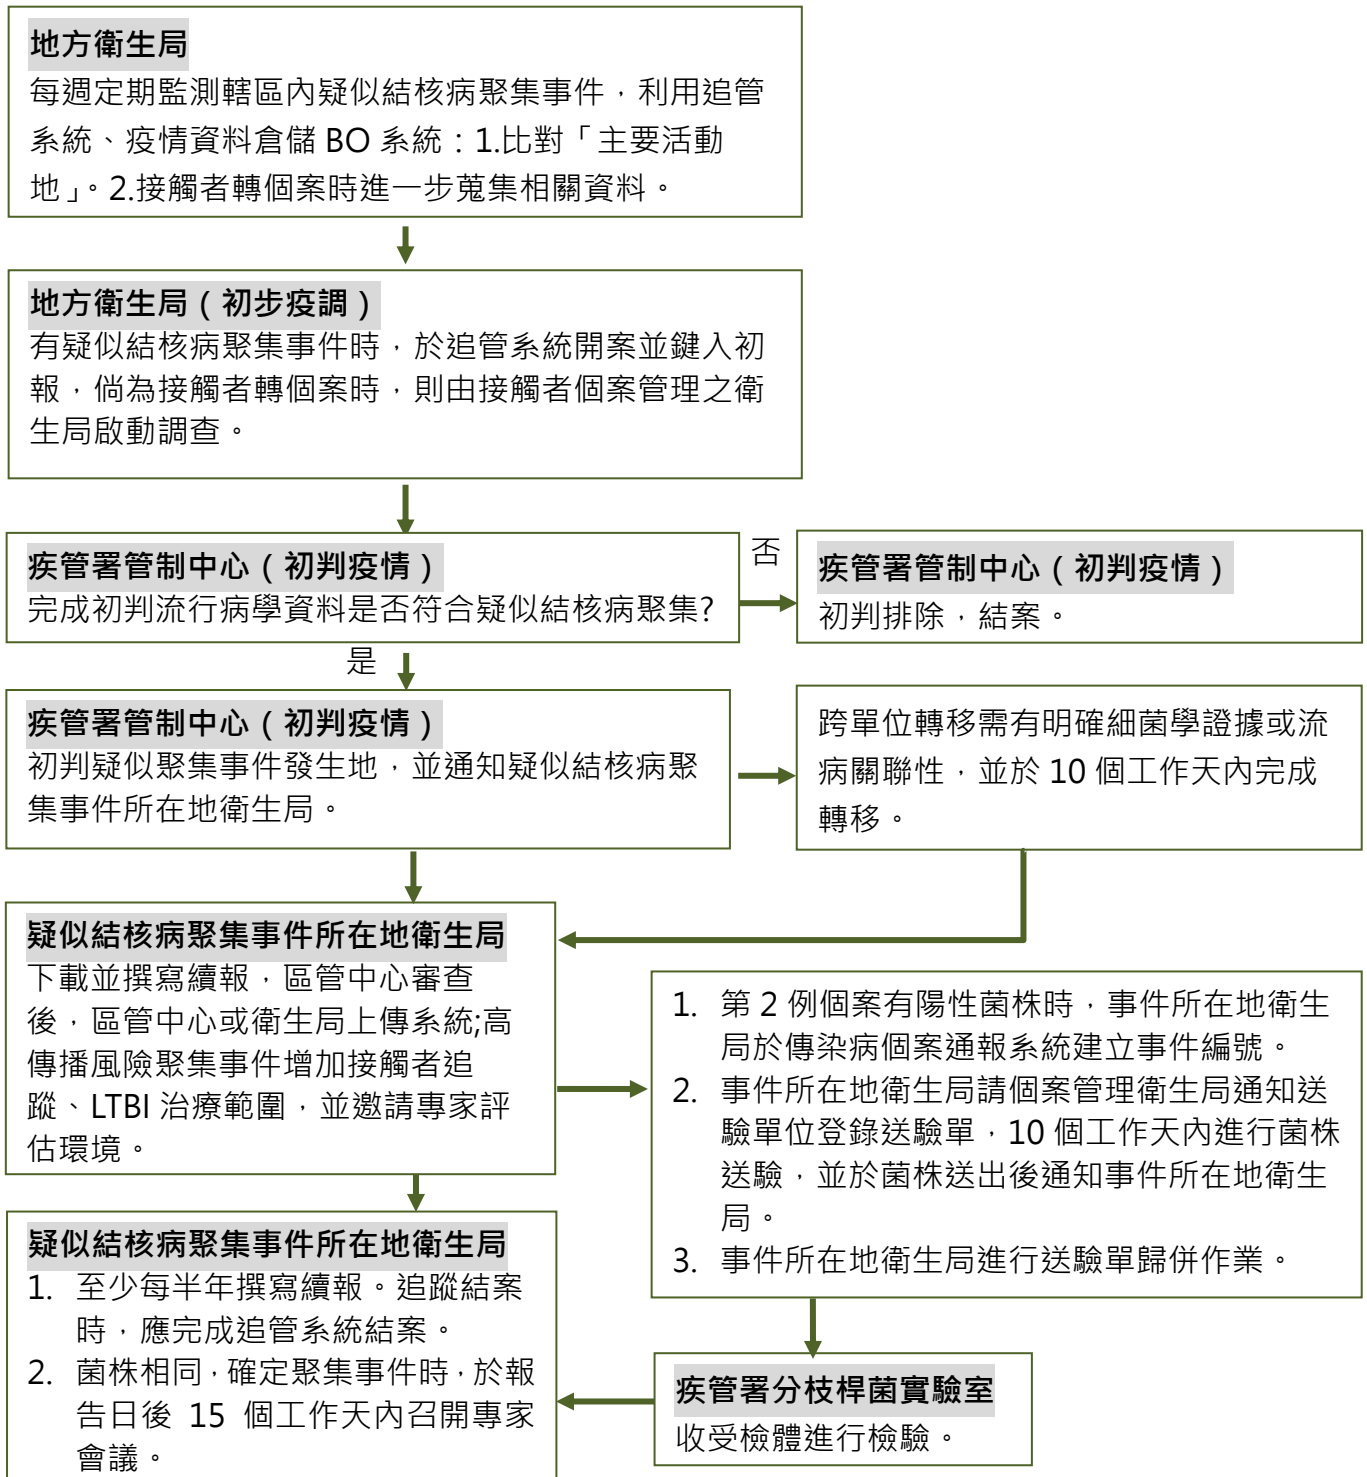 地方衛生局
每週定期監測轄區內疑似結核病聚集事件，利用追管
系統、疫情資料倉儲 BO 系統：1.比對「主要活動
地」。2.接觸者轉個案時進一步蒐集相關資料。
地方衛生局（初步疫調）
有疑似結核病聚集事件時，於追管系統開案並鍵入初
報，倘為接觸者轉個案時，則由接觸者個案管理之衛
生局啟動調查。
疾管署管制中心（初判疫情）
完成初判流行病學資料是否符合疑似結核病聚集?
否
疾管署管制中心（初判疫情）
初判排除，結案。
是
疾管署管制中心（初判疫情）
初判疑似聚集事件發生地，並通知疑似結核病聚
集事件所在地衛生局。
跨單位轉移需有明確細菌學證據或流
病關聯性，並於 10 個工作天內完成
轉移。
疑似結核病聚集事件所在地衛生局
下載並撰寫續報，區管中心審查
後，區管中心或衛生局上傳系統;高
傳播風險聚集事件增加接觸者追
蹤、LTBI 治療範圍，並邀請專家評
估環境。
1. 第 2 例個案有陽性菌株時，事件所在地衛生
局於傳染病個案通報系統建立事件編號。
2. 事件所在地衛生局請個案管理衛生局通知送
驗單位登錄送驗單，10 個工作天內進行菌株
送驗，並於菌株送出後通知事件所在地衛生
局。
3. 事件所在地衛生局進行送驗單歸併作業。
疑似結核病聚集事件所在地衛生局
1. 至少每半年撰寫續報。追蹤結案
時，應完成追管系統結案。
2. 菌株相同，確定聚集事件時，於報
告日後 15 個工作天內召開專家
會議。
疾管署分枝桿菌實驗室
收受檢體進行檢驗。